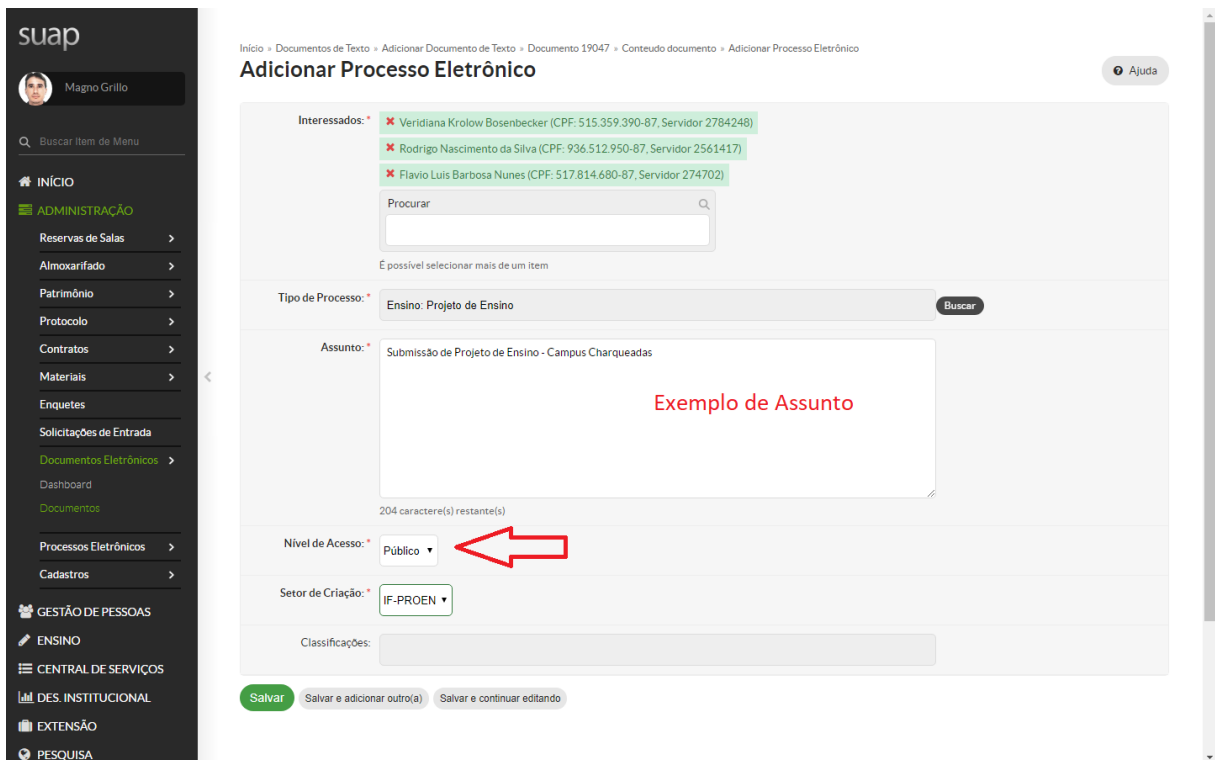 suap
Magno Grillo
Buscar Item de Menu
INÍCIO
ADMINISTRAÇÃO
Reservas de Salas
Almoxarifado
Patrimônio
Protocolo
Contratos
Materiais
Enquetes
Solicitações de Entrada
Documentos Eletrônicos
Dashboard
Documentos
Processos Eletrônicos
Cadastros
GESTÃO DE PESSOAS
ENSINO
CENTRAL DE SERVIÇOS
DES. INSTITUCIONAL
EXTENSÃO
PESQUISA
Início » Documentos de Texto » Adicionar Documento de Texto » Documento 19047 » Conteudo documento » Adicionar Processo Eletrônico
Adicionar Processo Eletrônico
Ajuda
Interessados: *
Veridiana Krolow Bosenbecker (CPF: 515.359.390-87, Servidor 2784248)
Rodrigo Nascimento da Silva (CPF: 936.512.950-87, Servidor 2561417)
Flavio Luis Barbosa Nunes (CPF: 517.814.680-87, Servidor 274702)
Procurar
É possível selecionar mais de um item
Tipo de Processo: *
Ensino: Projeto de Ensino
Buscar
Assunto: *
Submissão de Projeto de Ensino - Campus Charqueadas
Exemplo de Assunto
204 caractere(s) restante(s)
Nível de Acesso: *
Público
Setor de Criação: *
IF-PROEN
Classificações:
Salvar
Salvar e adicionar outro(a)
Salvar e continuar editando